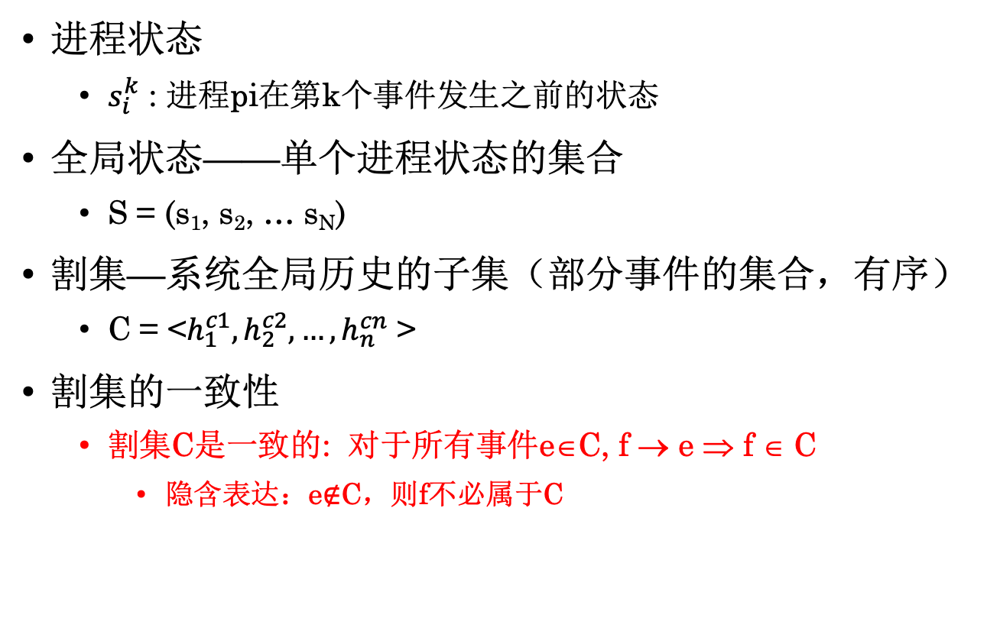 • 进程状态
• $s_i^k$ : 进程pi在第k个事件发生之前的状态
• 全局状态——单个进程状态的集合
• S = (s₁, s₂, … s_N)
• 割集—系统全局历史的子集（部分事件的集合，有序）
• C = <$h_1^{c1}, h_2^{c2}, …, h_n^{cn}$ >
• 割集的一致性
• 割集C是一致的: 对于所有事件e∈C, f → e ⇒ f ∈ C
• 隐含表达：e∉C，则f不必属于C